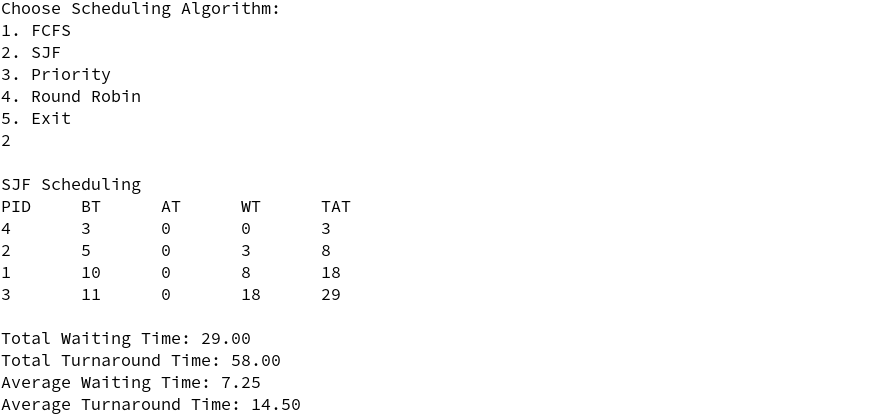 Choose Scheduling Algorithm:
1. FCFS
2. SJF
3. Priority
4. Round Robin
5. Exit
2
SJF Scheduling
PID BT AT WT TAT
4 3 0 0 3
2 5 0 3 8
1 10 0 8 18
3 11 0 18 29
Total Waiting Time: 29.00
Total Turnaround Time: 58.00
Average Waiting Time: 7.25
Average Turnaround Time: 14.50